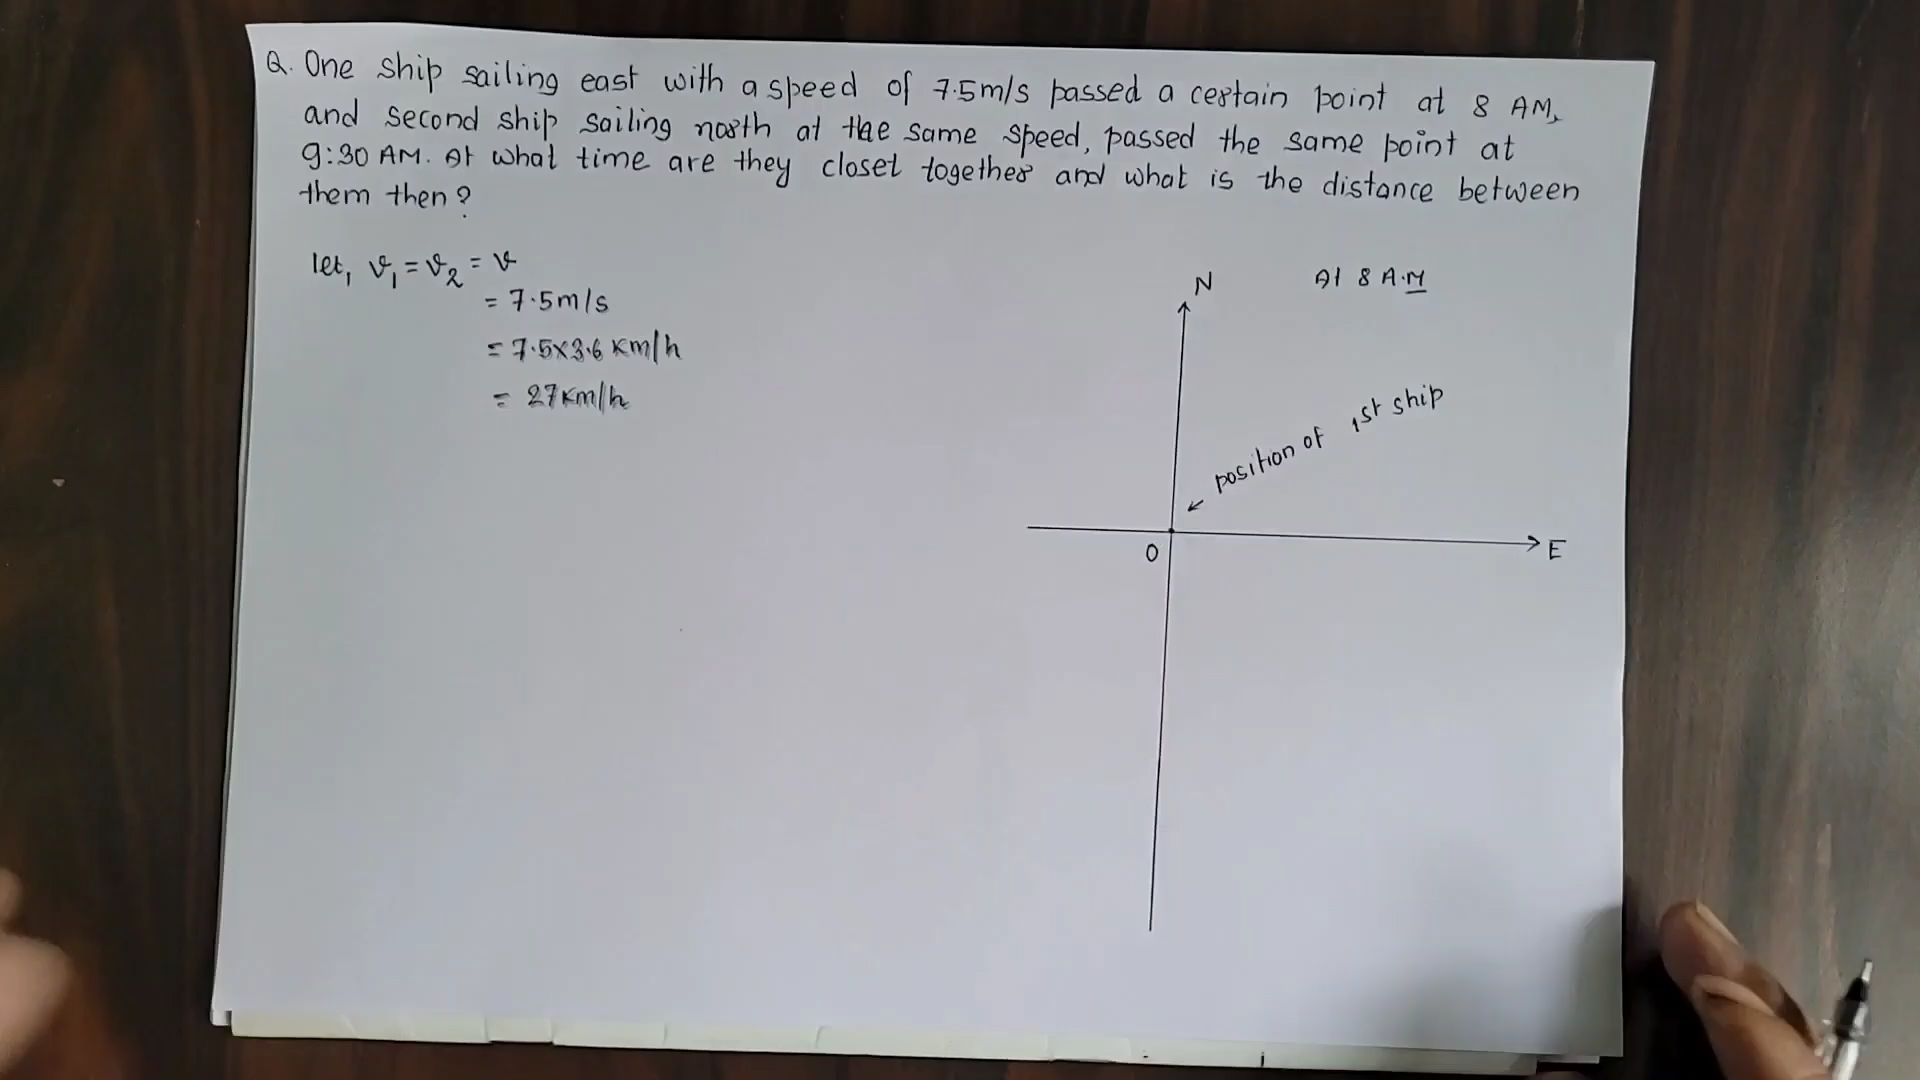 Q. One ship sailing east with a speed of 7.5m/s passed a certain point at 8 AM,
and second ship sailing north at the same speed, passed the same point at
9:30 AM. At what time are they closet together and what is the distance between
them then?
let, v₁ = v₂ = v
= 7.5m/s
= 7.5×3.6 km/h
= 27km/h
N
At 8 A.M
position of 1st ship
O
E